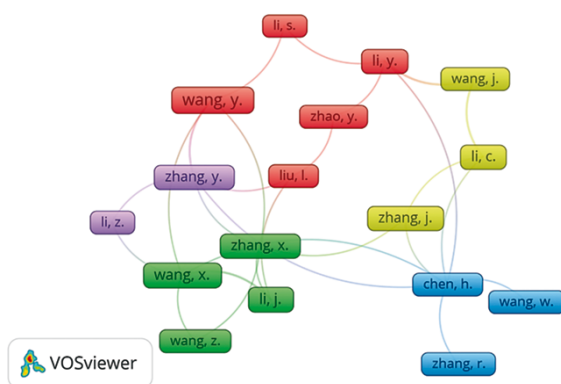 li, s.
li, y.
wang, j.
wang, y.
zhao, y.
li, c.
zhang, y.
liu, l.
li, z.
zhang, j.
zhang, x.
wang, x.
chen, h.
li, j.
wang, w.
wang, z.
zhang, r.
VOSviewer